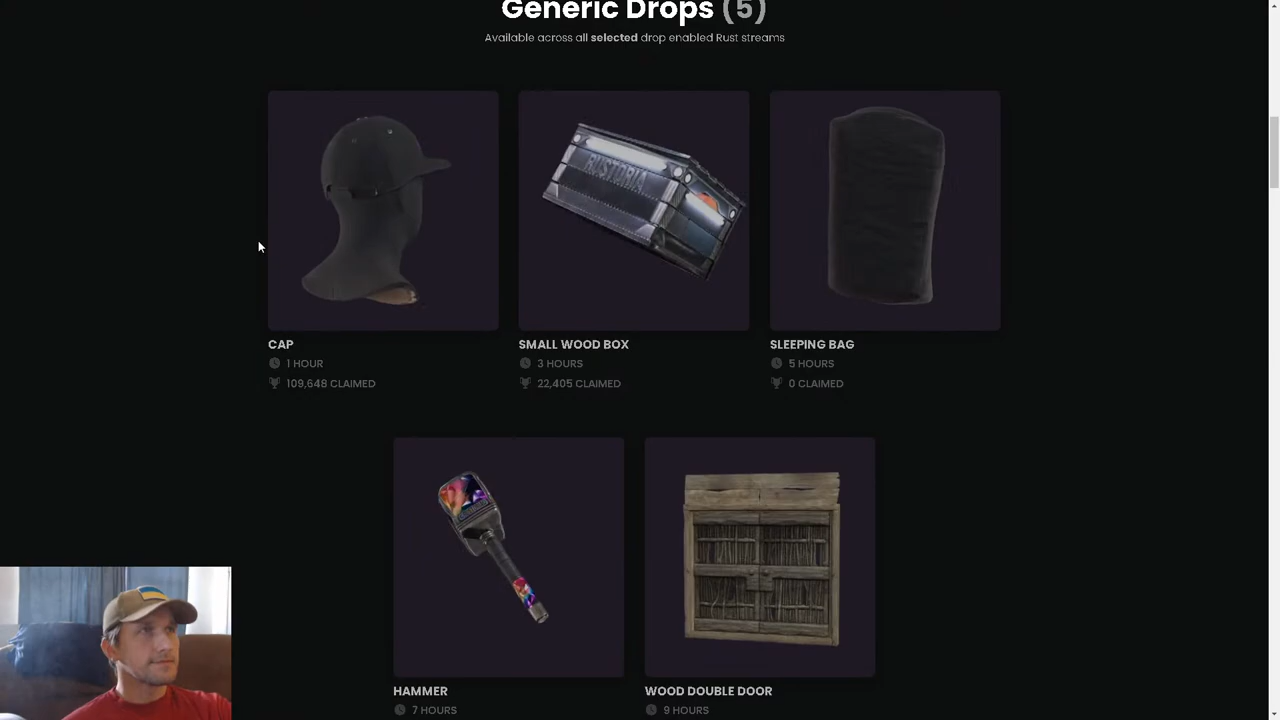 Generic Drops (5)
Available across all selected drop enabled Rust streams
RUSTORIA
CAP
1 HOUR
109,648 CLAIMED
SMALL WOOD BOX
3 HOURS
22,405 CLAIMED
SLEEPING BAG
5 HOURS
0 CLAIMED
HAMMER
7 HOURS
WOOD DOUBLE DOOR
9 HOURS